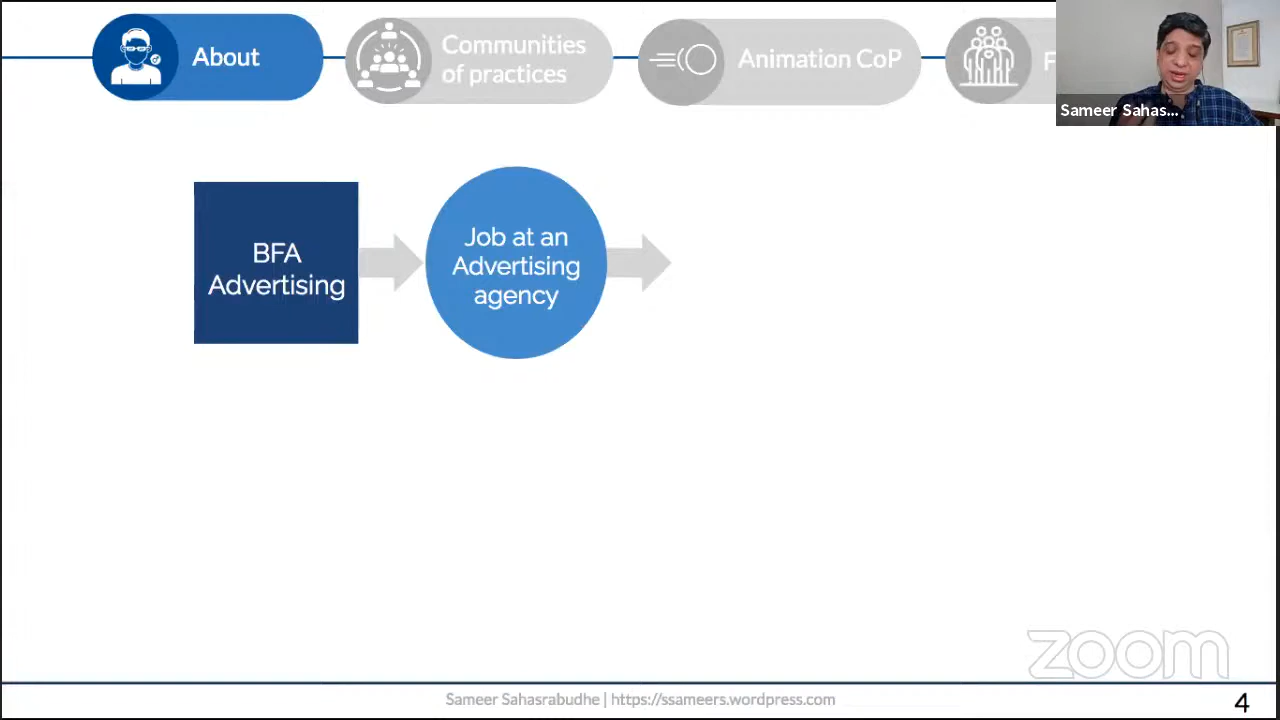 About
Communities
of practices
Animation CoP
F
Sameer Sahas...
BFA
Advertising
Job at an
Advertising
agency
zoom
Sameer Sahasrabudhe | https://ssameers.wordpress.com
4